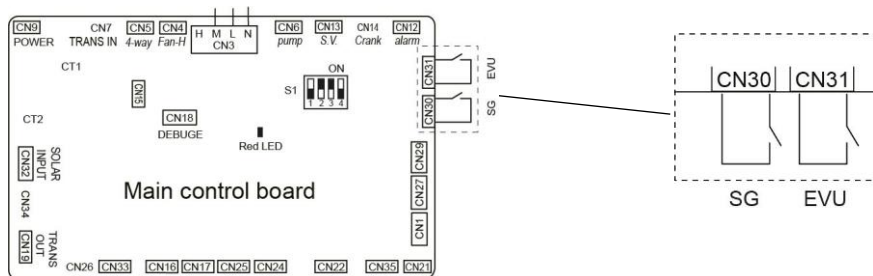 CN9 CN7 CN5 CN4 H M L N CN6 CN13 CN14 CN12
POWER TRANS IN 4-way Fan-H CN3 pump S.V. Crank alarm
CT1
CN15
CN18
DEBUGE
S1
ON
1 2 3 4
Red LED
CT2
CN31 EVU
CN30 SG
SOLAR
INPUT
CN32
CN34
TRANS
OUT
CN19
Main control board
CN29
CN27
CN1
CN26 CN33 CN16 CN17 CN25 CN24 CN22 CN35 CN21
CN30 CN31
SG EVU